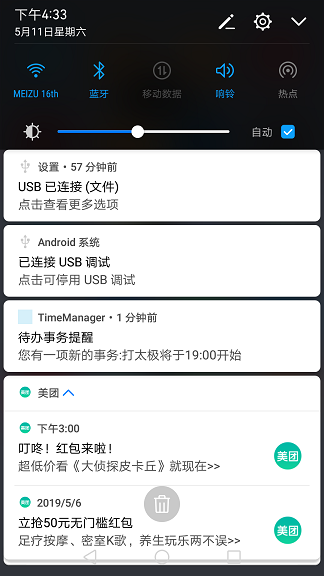 下午4:33
5月11日星期六
MEIZU 16th
蓝牙
移动数据
响铃
热点
自动
设置 • 57 分钟前
USB 已连接 (文件)
点击查看更多选项
Android 系统
已连接 USB 调试
点击可停用 USB 调试
TimeManager • 1 分钟前
待办事务提醒
您有一项新的事务:打太极将于19:00开始
美团 美团
美团 下午3:00
叮咚！红包来啦！
超低价看《大侦探皮卡丘》就现在>>
美团
美团 2019/5/6
立抢50元无门槛红包
足疗按摩、密室K歌，养生玩乐两不误>>
美团